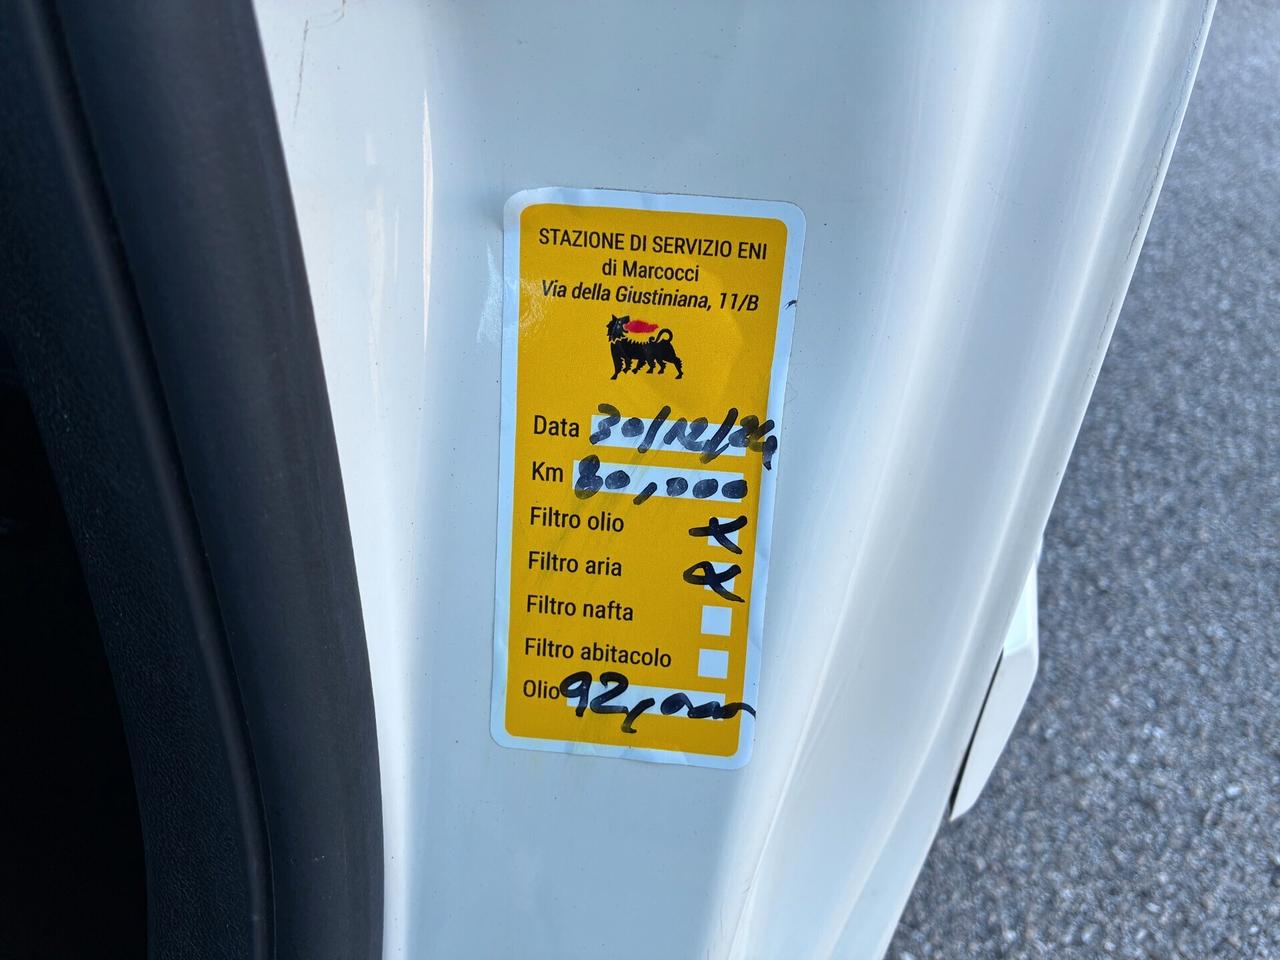 STAZIONE DI SERVIZIO ENI
di Marcocci
Via della Giustiniana, 11/B
Data 30/12/24
Km 80,000
Filtro olio X
Filtro aria X
Filtro nafta
Filtro abitacolo
Olio 92,000